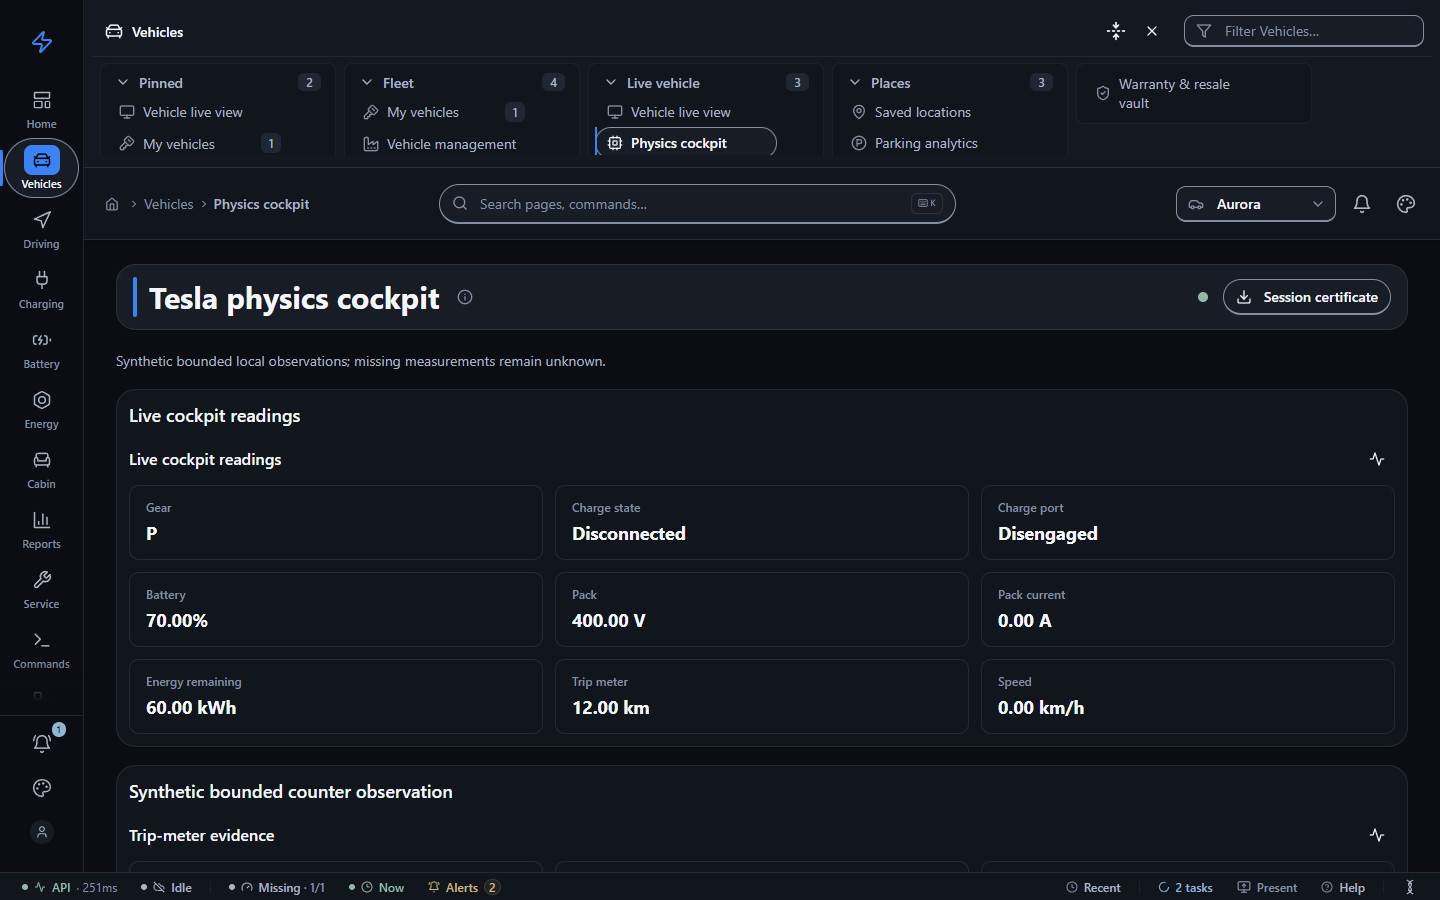 Vehicles
Filter Vehicles...
Pinned 2
Vehicle live view
My vehicles 1
Fleet 4
My vehicles 1
Vehicle management
Live vehicle 3
Vehicle live view
Physics cockpit
Places 3
Saved locations
Parking analytics
Warranty & resale
vault
Home
Vehicles
Driving
Charging
Battery
Energy
Cabin
Reports
Service
Commands
1
Vehicles
Physics cockpit
Search pages, commands...
K
Aurora
Tesla physics cockpit
Session certificate
Synthetic bounded local observations; missing measurements remain unknown.
Live cockpit readings
Live cockpit readings
Gear
P
Charge state
Disconnected
Charge port
Disengaged
Battery
70.00%
Pack
400.00 V
Pack current
0.00 A
Energy remaining
60.00 kWh
Trip meter
12.00 km
Speed
0.00 km/h
Synthetic bounded counter observation
Trip-meter evidence
API · 251ms
Idle
Missing · 1/1
Now
Alerts 2
Recent
2 tasks
Present
Help